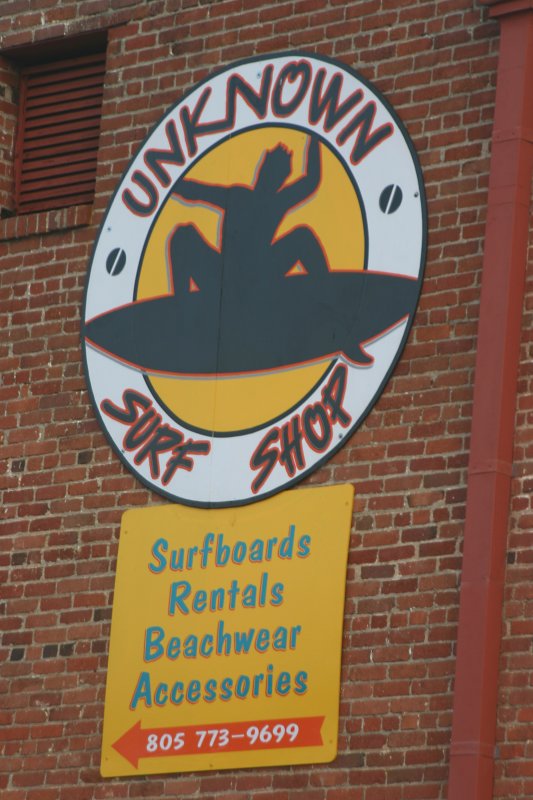 UNKNOWN
SURF SHOP
Surfboards
Rentals
Beachwear
Accessories
805 773-9699